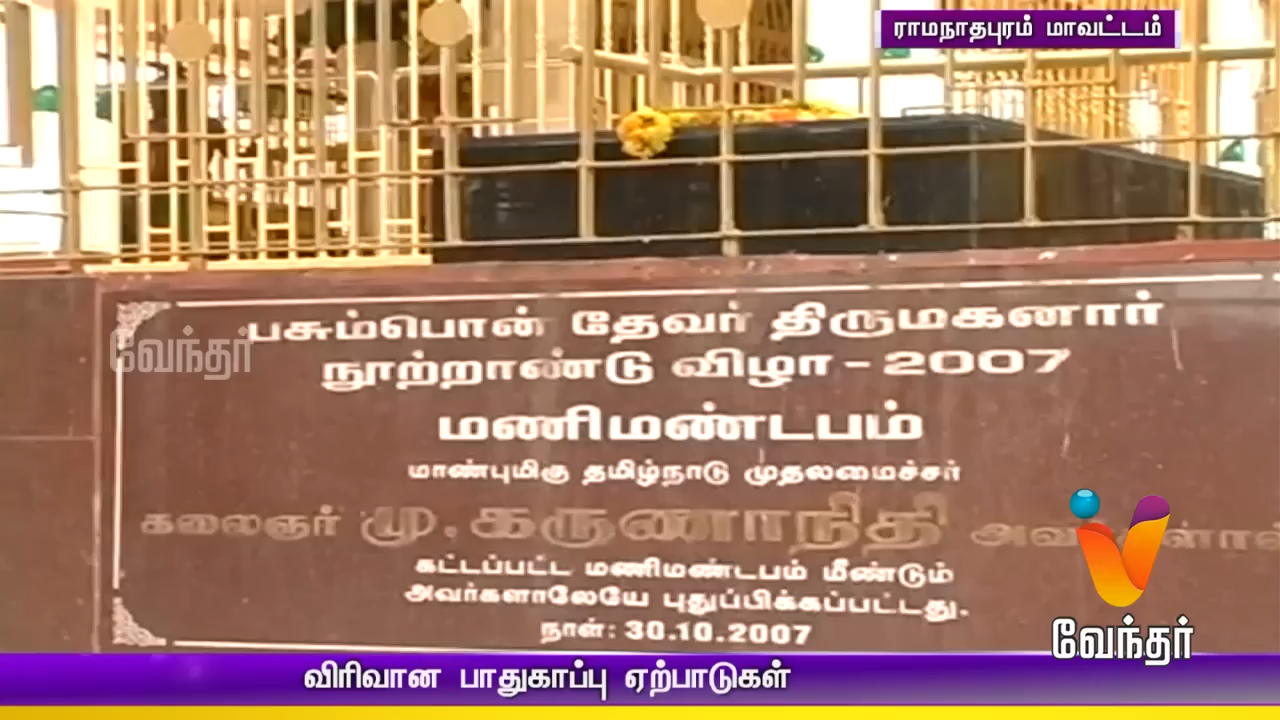 ராமநாதபுரம் மாவட்டம்
பசும்பொன் தேவர் திருமகனார்
வேந்தர்
நூற்றாண்டு விழா - 2007
மணிமண்டபம்
மாண்புமிகு தமிழ்நாடு முதலமைச்சர்
கலைஞர் மு.கருணாநிதி
கட்டப்பட்ட மணிமண்டபம் மீண்டும்
அவர்களாலேயே புதுப்பிக்கப்பட்டது.
நாள்: 30.10.2007
வேந்தர்
விரிவான பாதுகாப்பு ஏற்பாடுகள்